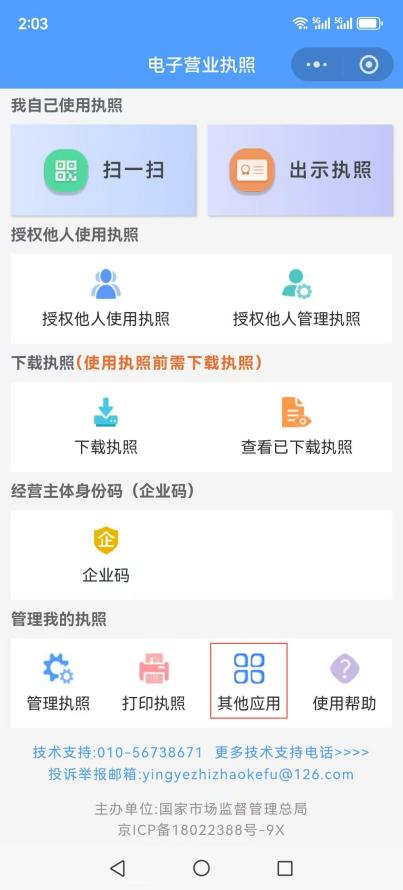 2:03
5G 5G
电子营业执照
我自己使用执照
扫一扫 出示执照
授权他人使用执照
授权他人使用执照 授权他人管理执照
下载执照(使用执照前需下载执照)
下载执照 查看已下载执照
经营主体身份码（企业码）
企
企业码
管理我的执照
管理执照 打印执照 其他应用 使用帮助
技术支持:010-56738671 更多技术支持电话>>>>
投诉举报邮箱:yingyezhizhaokefu@126.com
主办单位:国家市场监督管理总局
京ICP备18022388号-9X